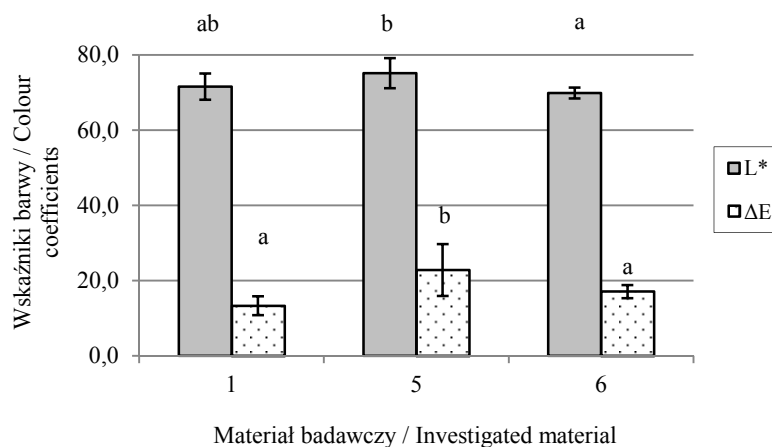 ab b a
80,0
60,0
40,0
20,0
0,0
a b a
1 5 6
Wskaźniki barwy / Colour
coefficients
Materiał badawczy / Investigated material
L*
ΔE